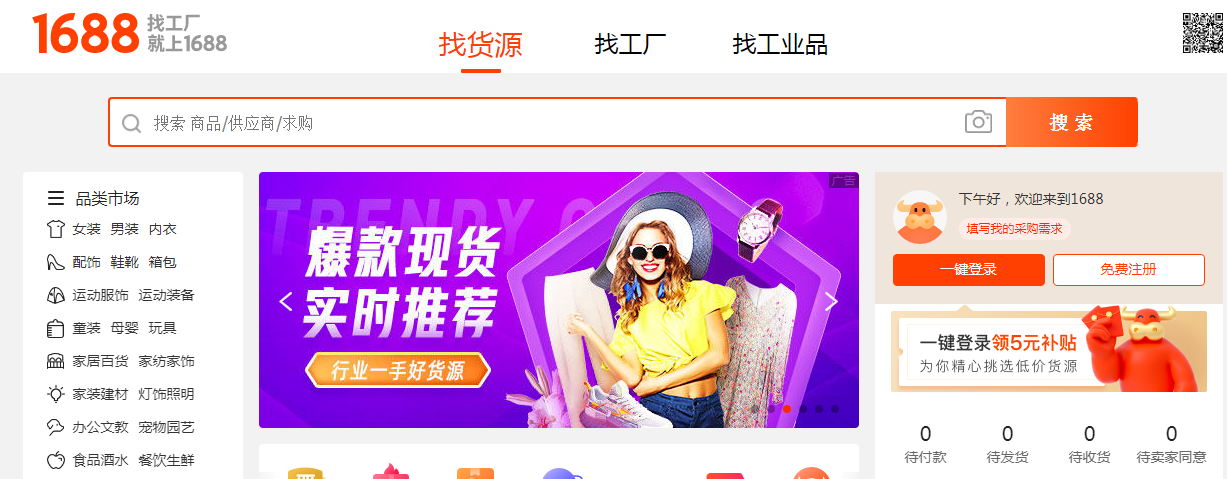 1688 找工厂
就上1688
找货源 找工厂 找工业品
搜索 商品/供应商/求购
搜 索
品类市场
女装 男装 内衣
配饰 鞋靴 箱包
运动服饰 运动装备
童装 母婴 玩具
家居百货 家纺家饰
家装建材 灯饰照明
办公文教 宠物园艺
食品酒水 餐饮生鲜
广告
TRENDY
爆款现货
实时推荐
行业一手好货源
下午好，欢迎来到1688
填写我的采购需求
一键登录 免费注册
一键登录领5元补贴
为你精心挑选低价货源
0 0 0 0
待付款 待发货 待收货 待卖家同意